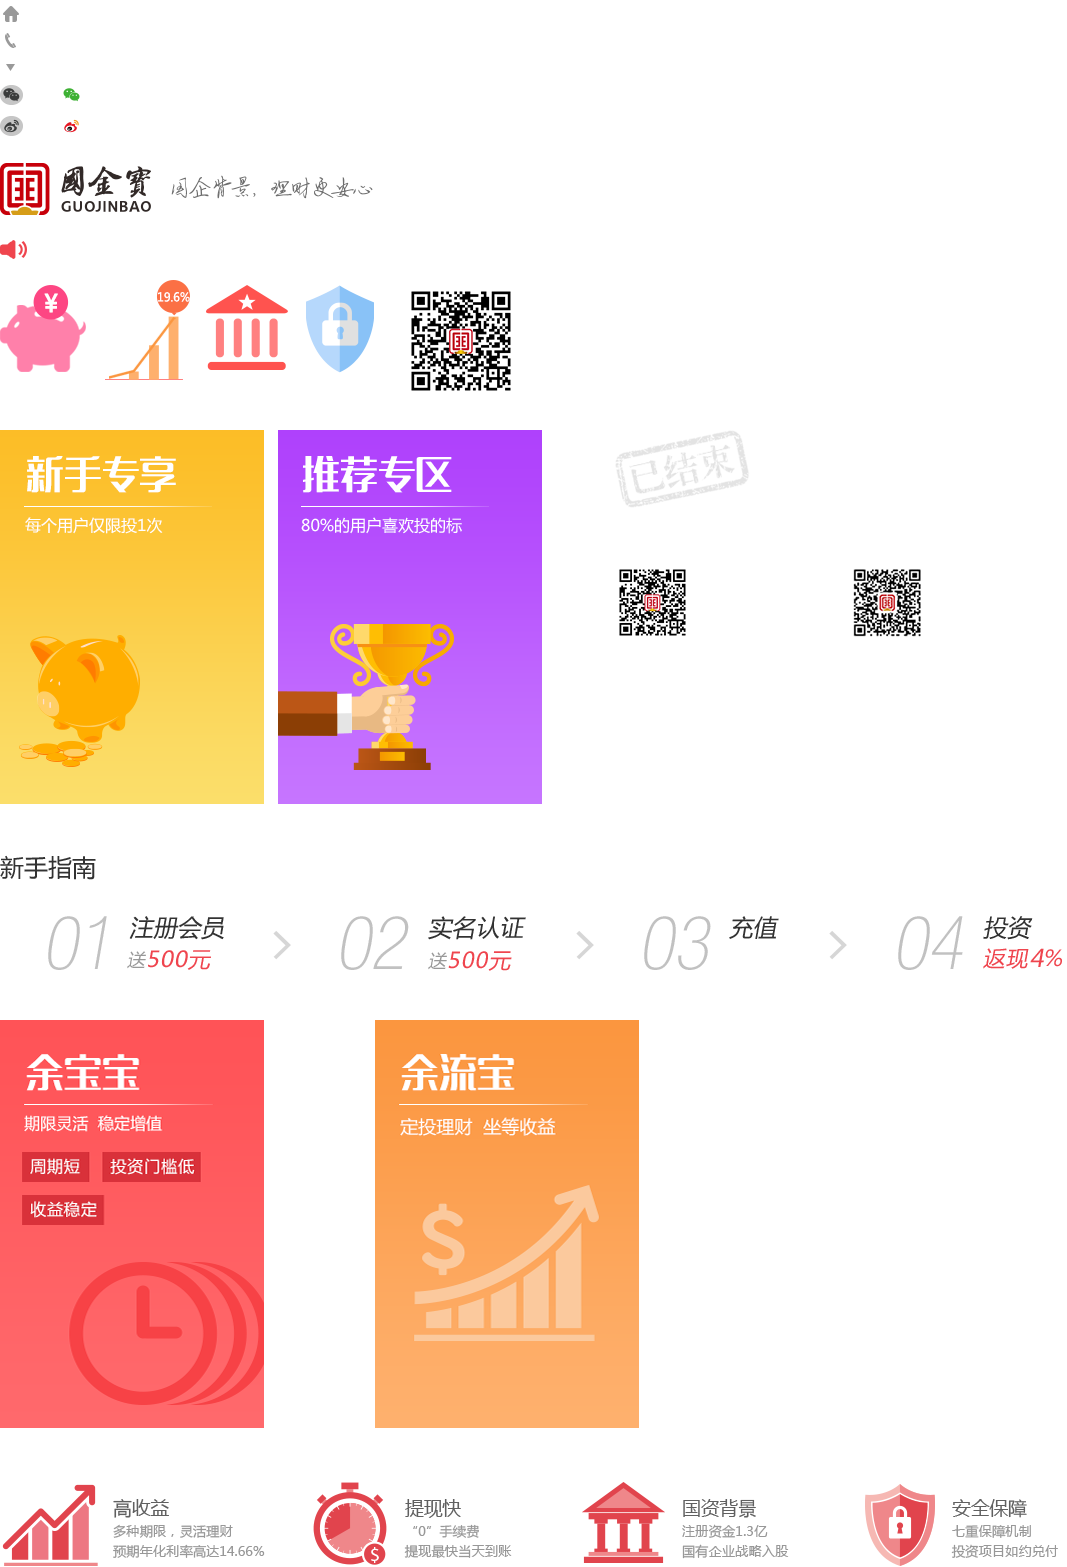 國金寶
GUOJINBAO
国企背景，理财更安心
¥
19.6%
新手专享
每个用户仅限投1次
推荐专区
80%的用户喜欢投的标
已结束
新手指南
01 注册会员
送500元
02 实名认证
送500元
03 充值
04 投资
返现4%
余宝宝
期限灵活 稳定增值
周期短
投资门槛低
收益稳定
余流宝
定投理财 坐等收益
$
高收益
多种期限，灵活理财
预期年化利率高达14.66%
$
提现快
“0”手续费
提现最快当天到账
国资背景
注册资金1.3亿
国有企业战略入股
安全保障
七重保障机制
投资项目如约兑付